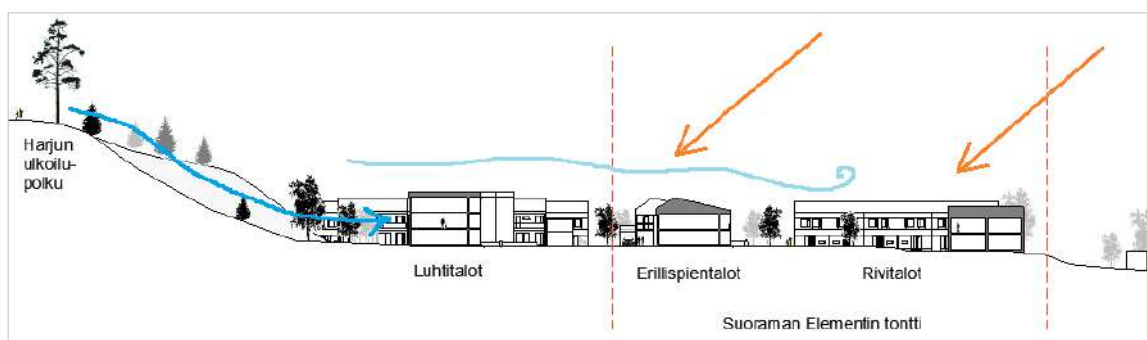 Harjun
ulkoilu-
polku
Luhtitalot
Erillispientalot
Rivitalot
Suoraman Elementin tontti